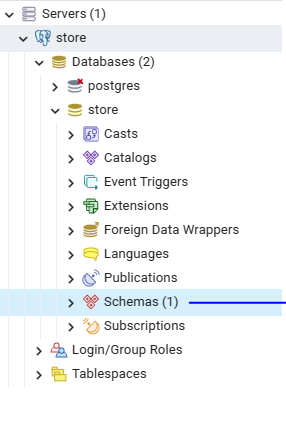 Servers (1)
store
Databases (2)
postgres
store
Casts
Catalogs
Event Triggers
Extensions
Foreign Data Wrappers
Languages
Publications
Schemas (1)
Subscriptions
Login/Group Roles
Tablespaces